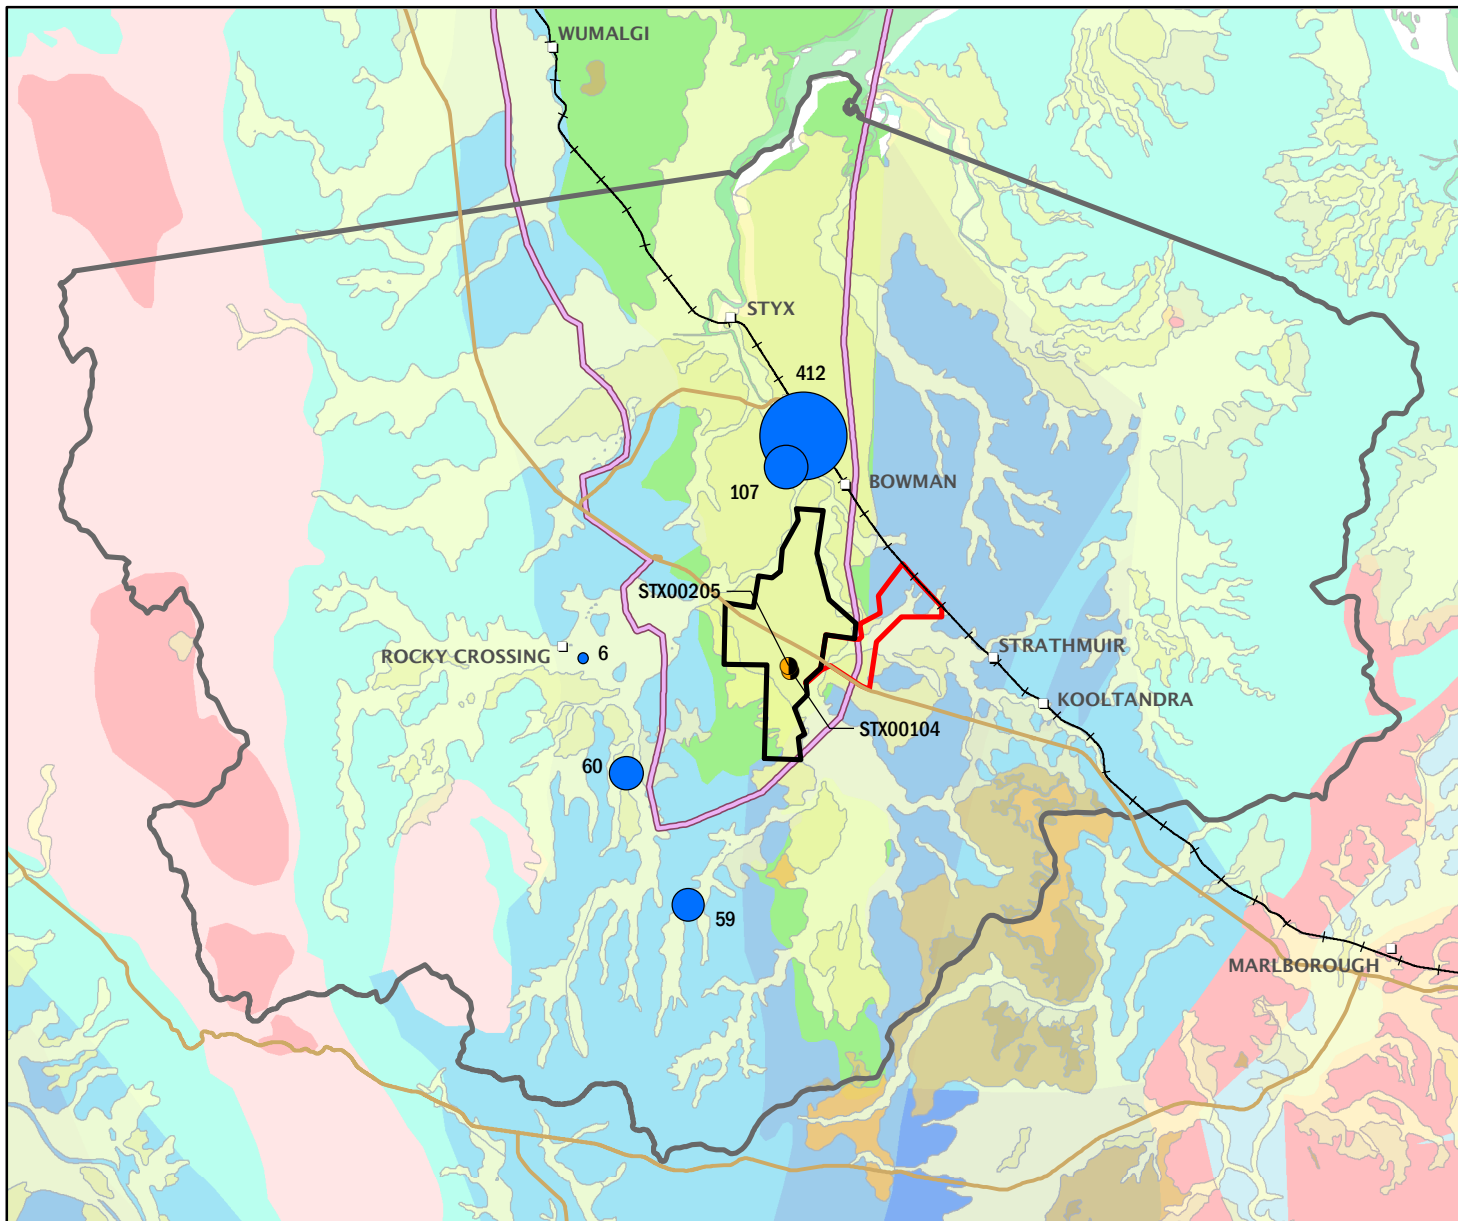 WUMALGI
STYX
412
107
BOWMAN
STX00205
ROCKY CROSSING
6
STRATHMUIR
KOOLTANDRA
STX00104
60
59
MARLBOROUGH